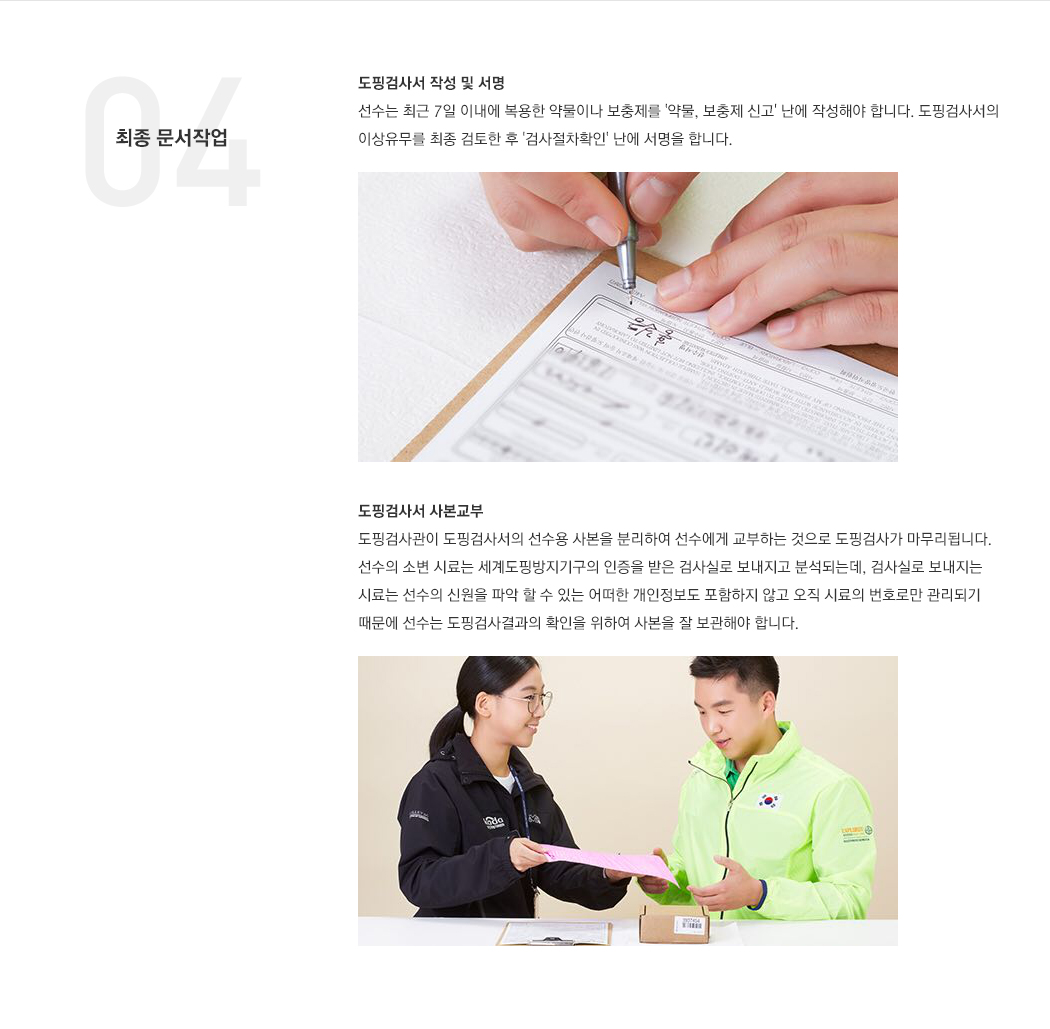 04
최종 문서작업
도핑검사서 작성 및 서명
선수는 최근 7일 이내에 복용한 약물이나 보충제를 '약물, 보충제 신고' 난에 작성해야 합니다. 도핑검사서의
이상유무를 최종 검토한 후 '검사절차확인' 난에 서명을 합니다.
도핑검사서 사본교부
도핑검사관이 도핑검사서의 선수용 사본을 분리하여 선수에게 교부하는 것으로 도핑검사가 마무리됩니다.
선수의 소변 시료는 세계도핑방지기구의 인증을 받은 검사실로 보내지고 분석되는데, 검사실로 보내지는
시료는 선수의 신원을 파악 할 수 있는 어떠한 개인정보도 포함하지 않고 오직 시료의 번호로만 관리되기
때문에 선수는 도핑검사결과의 확인을 위하여 사본을 잘 보관해야 합니다.